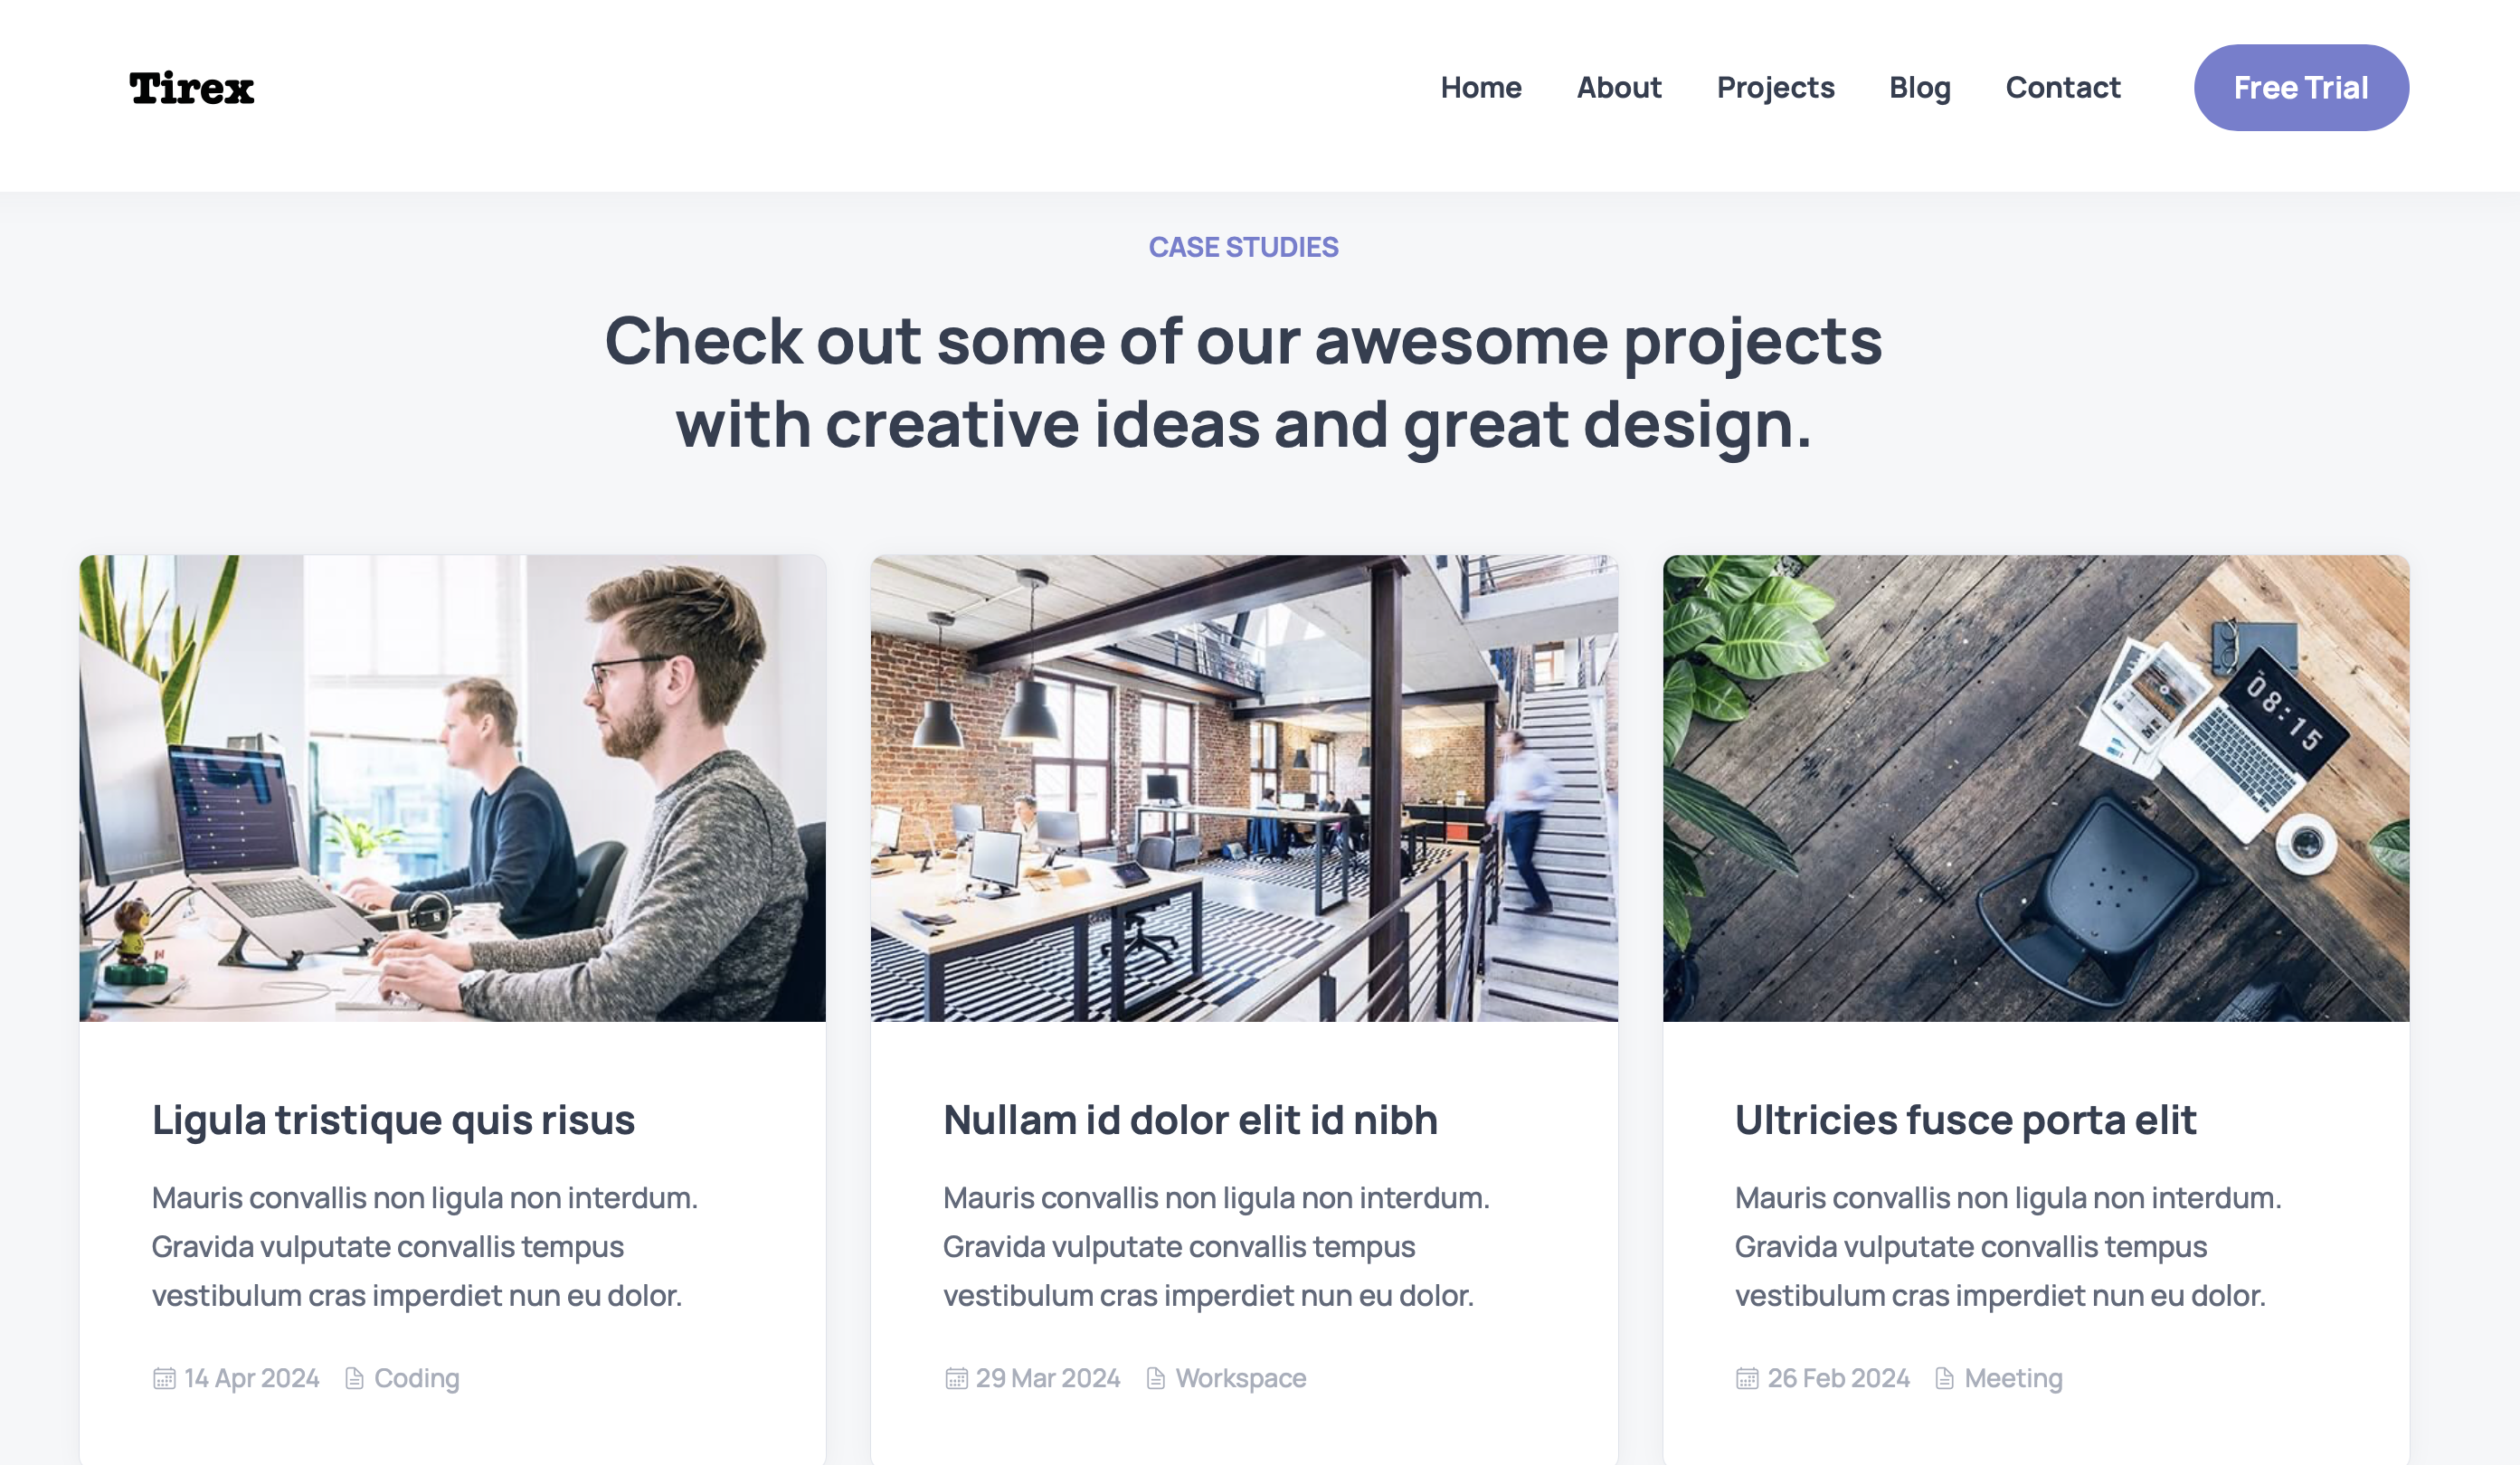 Tirex
Home About Projects Blog Contact Free Trial
CASE STUDIES
Check out some of our awesome projects
with creative ideas and great design.
08:15
Ligula tristique quis risus
Mauris convallis non ligula non interdum.
Gravida vulputate convallis tempus
vestibulum cras imperdiet nun eu dolor.
14 Apr 2024 Coding
Nullam id dolor elit id nibh
Mauris convallis non ligula non interdum.
Gravida vulputate convallis tempus
vestibulum cras imperdiet nun eu dolor.
29 Mar 2024 Workspace
Ultricies fusce porta elit
Mauris convallis non ligula non interdum.
Gravida vulputate convallis tempus
vestibulum cras imperdiet nun eu dolor.
26 Feb 2024 Meeting